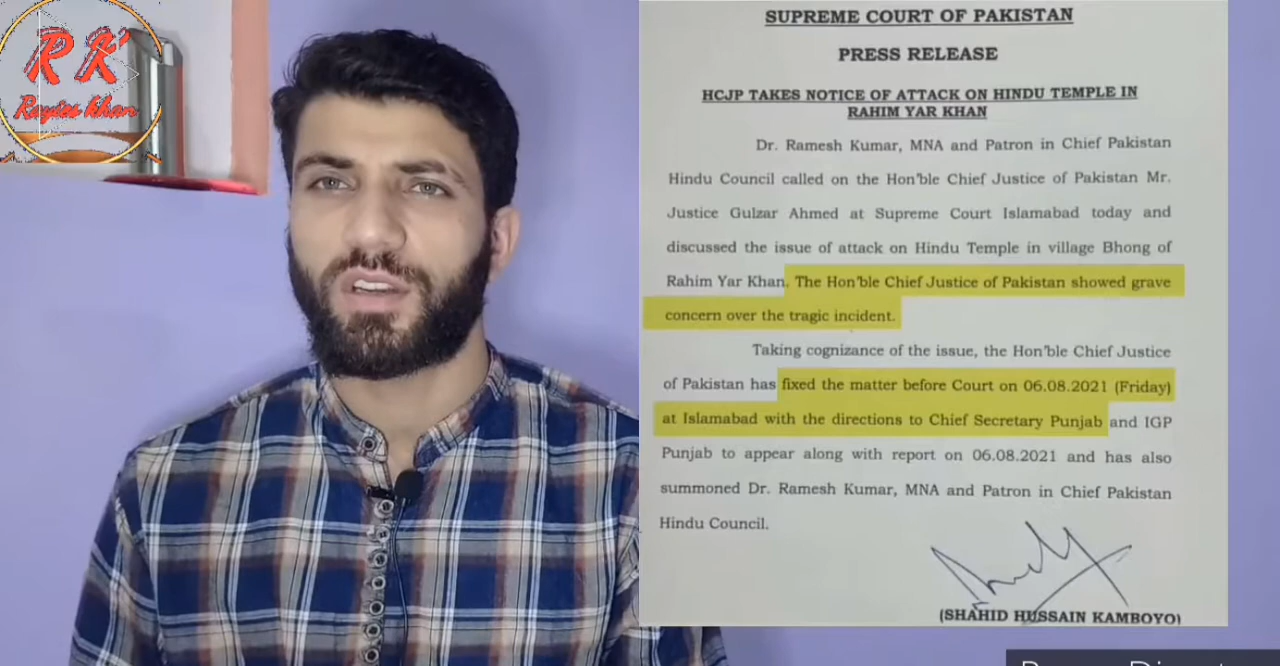 RK
Rayies khan
SUPREME COURT OF PAKISTAN
PRESS RELEASE
HCJP TAKES NOTICE OF ATTACK ON HINDU TEMPLE IN
RAHIM YAR KHAN
Dr. Ramesh Kumar, MNA and Patron in Chief Pakistan
Hindu Council called on the Hon'ble Chief Justice of Pakistan Mr.
Justice Gulzar Ahmed at Supreme Court Islamabad today and
discussed the issue of attack on Hindu Temple in village Bhong of
Rahim Yar Khan. The Hon'ble Chief Justice of Pakistan showed grave
concern over the tragic incident.
Taking cognizance of the issue, the Hon'ble Chief Justice
of Pakistan has fixed the matter before Court on 06.08.2021 (Friday)
at Islamabad with the directions to Chief Secretary Punjab and IGP
Punjab to appear along with report on 06.08.2021 and has also
summoned Dr. Ramesh Kumar, MNA and Patron in Chief Pakistan
Hindu Council.
(SHAHID HUSSAIN KAMBOYO)